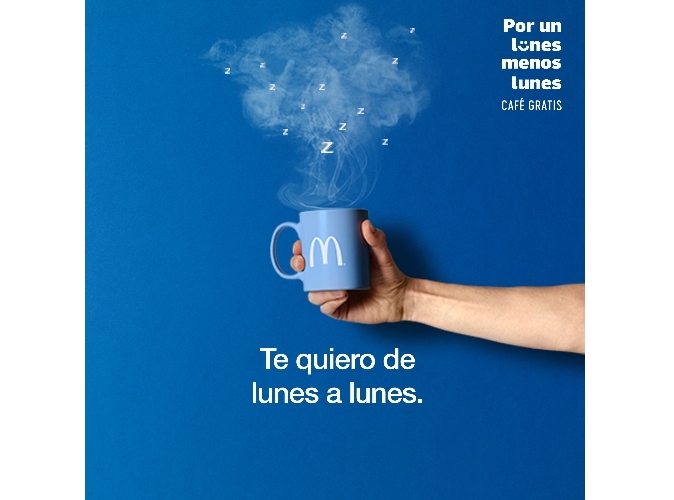 Por un
lunes
menos
lunes
CAFÉ GRATIS
z
z
z
z
z
z
z
z
z
z
z
z
M
Te quiero de
lunes a lunes.